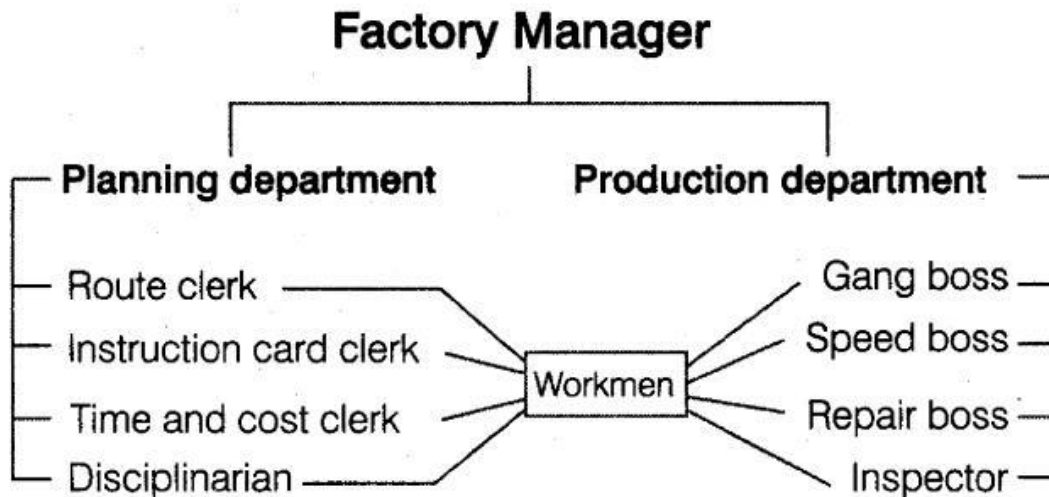 Factory Manager
Planning department
Production department
Route clerk
Instruction card clerk
Time and cost clerk
Disciplinarian
Workmen
Gang boss
Speed boss
Repair boss
Inspector